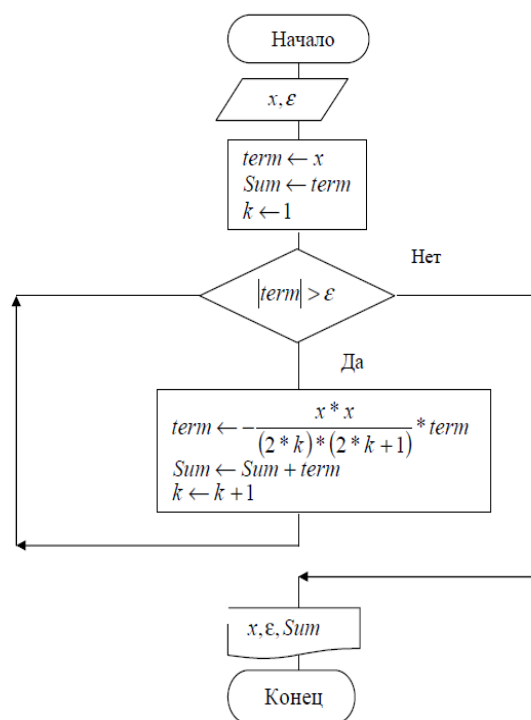 Начало
x, ε
term ← x
Sum ← term
k ← 1
Нет
|term| > ε
Да
term ← - x * x / (2 * k) * (2 * k + 1) * term
Sum ← Sum + term
k ← k + 1
x, ε, Sum
Конец